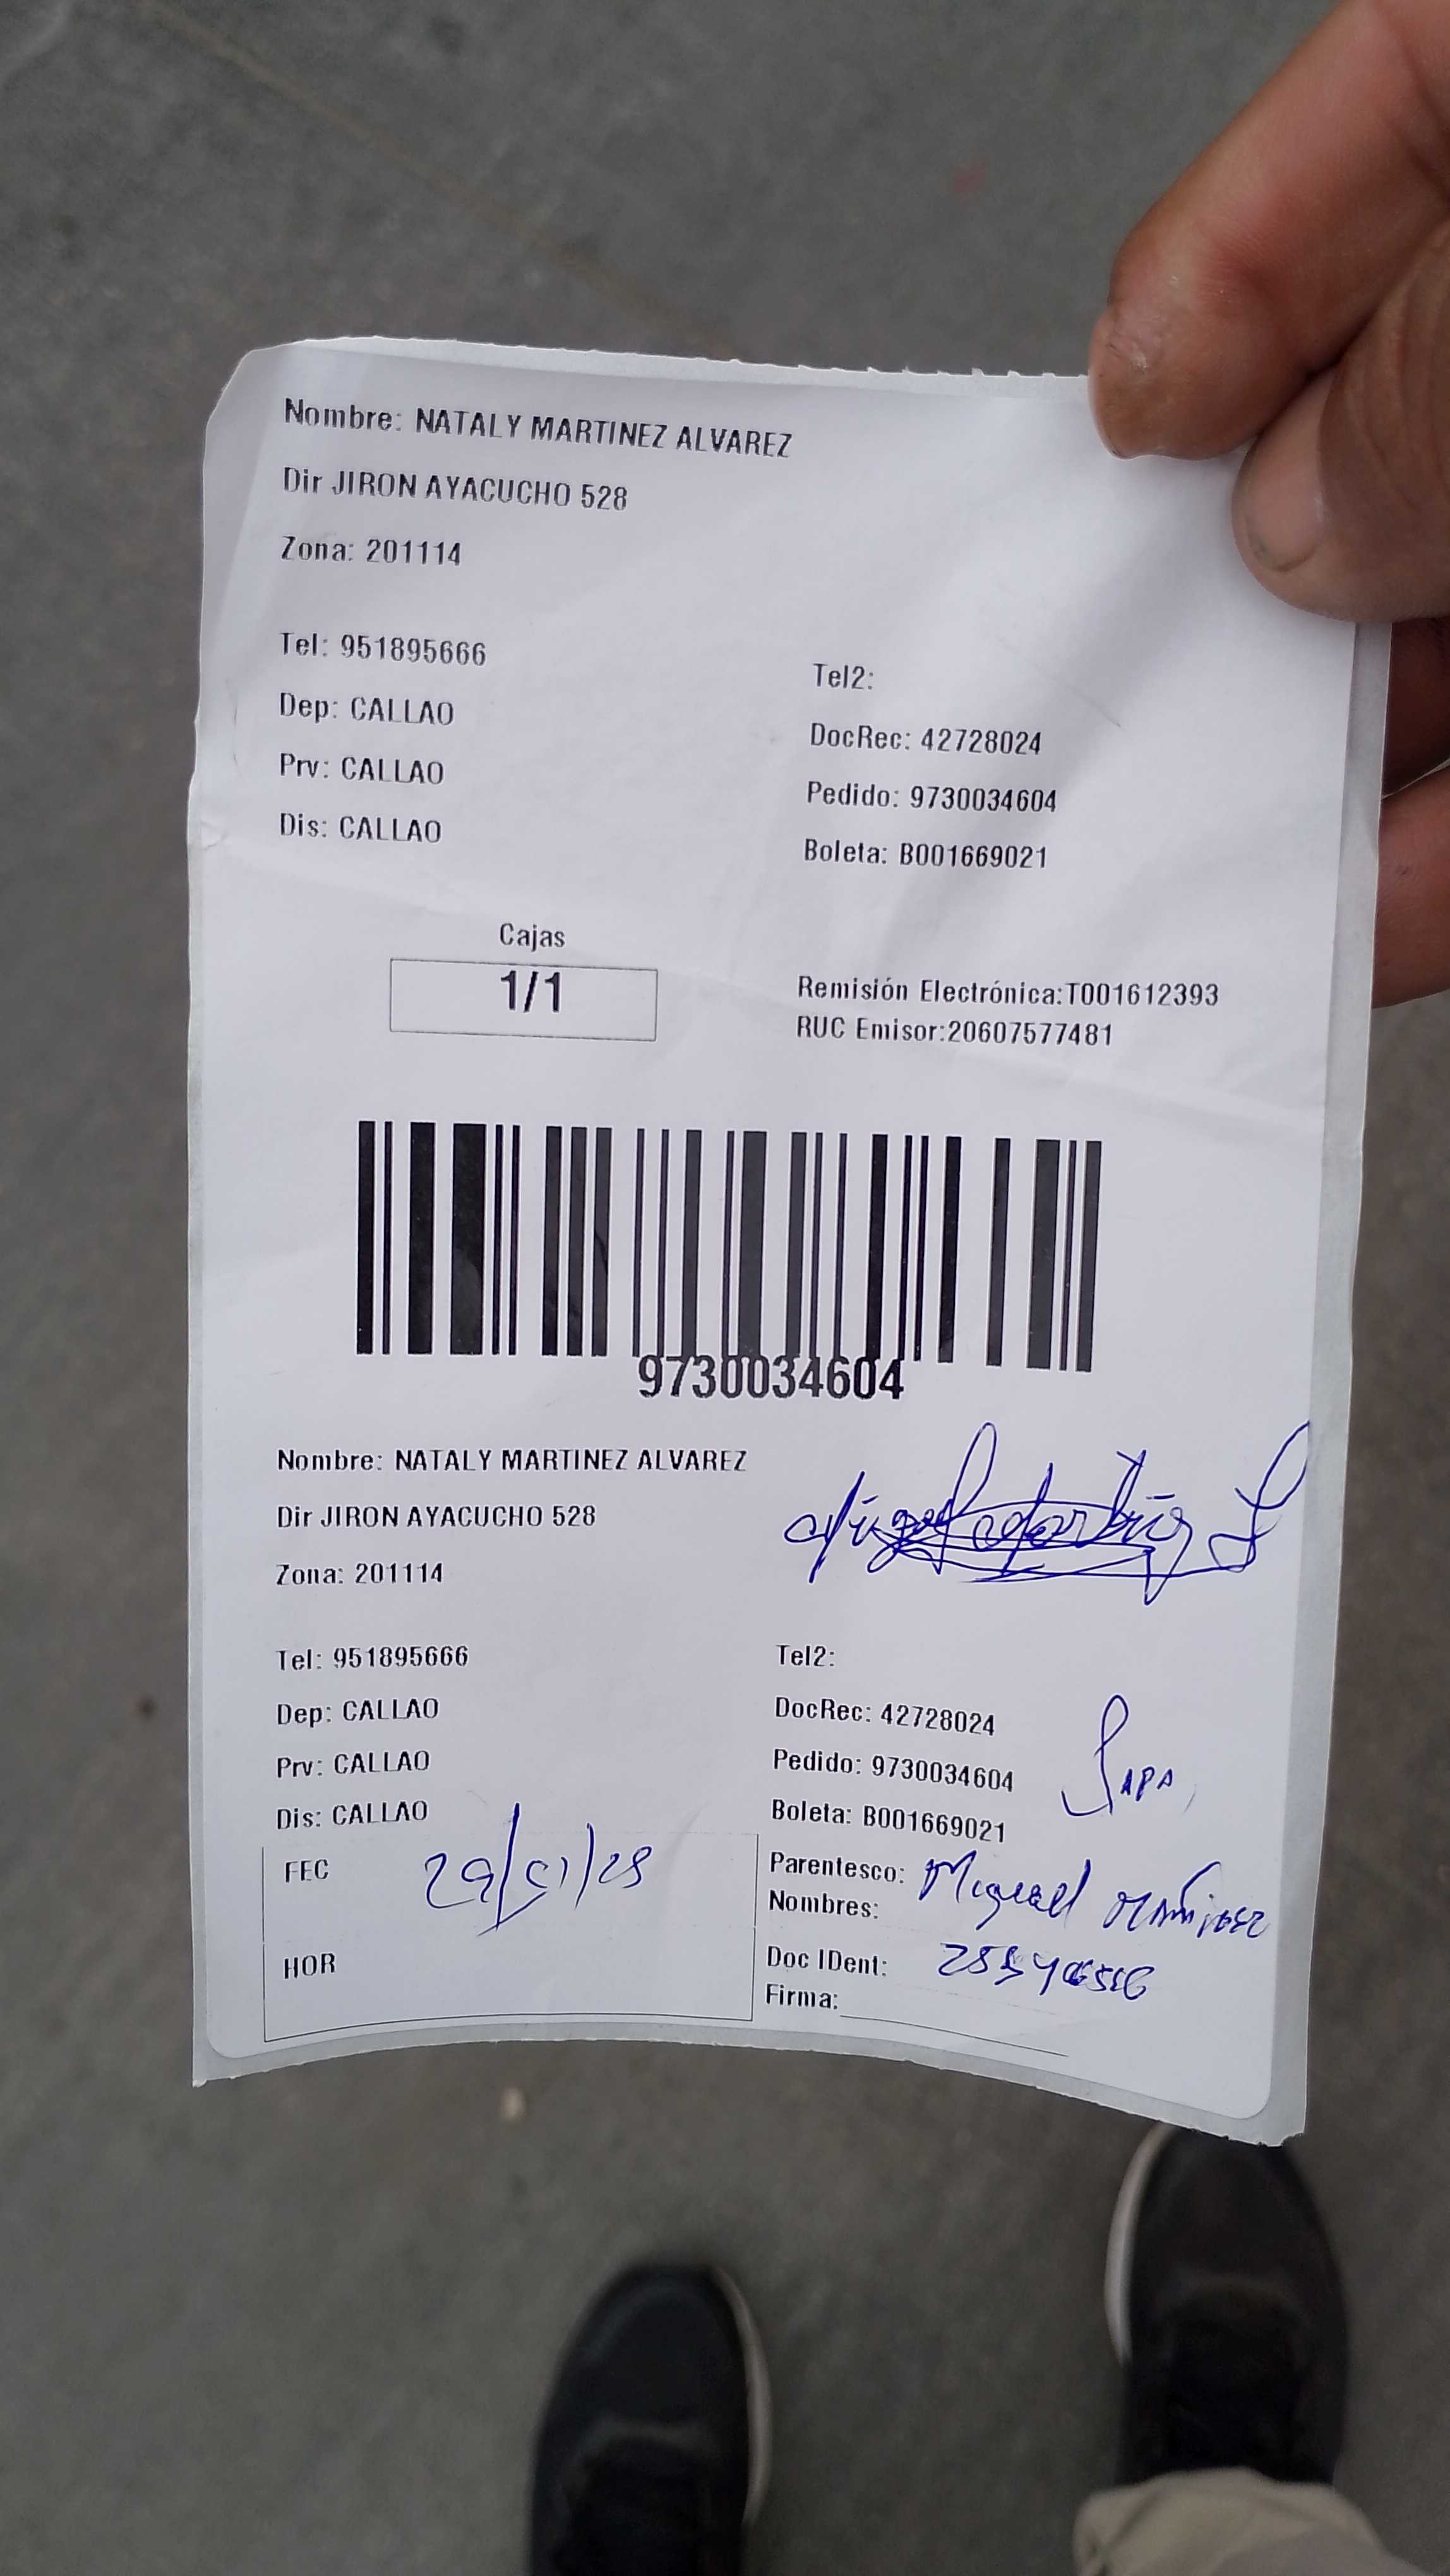 Nombre: NATALY MARTINEZ ALVAREZ
Dir JIRON AYACUCHO 528
Zona: 201114
Tel: 951895666
Tel2:
Dep: CALLAO
DocRec: 42728024
Prv: CALLAO
Pedido: 9730034604
Dis: CALLAO
Boleta: B001669021
Cajas
1/1
Remisión Electrónica:T001612393
RUC Emisor:20607577481
9730034604
Nombre: NATALY MARTINEZ ALVAREZ
Dir JIRON AYACUCHO 528
Zona: 201114
Tel: 951895666
Tel2:
Dep: CALLAO
DocRec: 42728024
Prv: CALLAO
Pedido: 9730034604
Dis: CALLAO
Boleta: B001669021
FEC
Parentesco:
Nombres:
HOR
Doc IDent:
Firma: